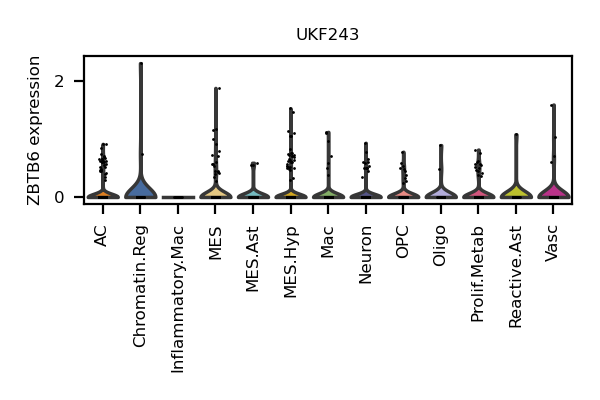 UKF243
ZBTB6 expression
2
0
AC
Chromatin.Reg
Inflammatory.Mac
MES
MES.Ast
MES.Hyp
Mac
Neuron
OPC
Oligo
Prolif.Metab
Reactive.Ast
Vasc